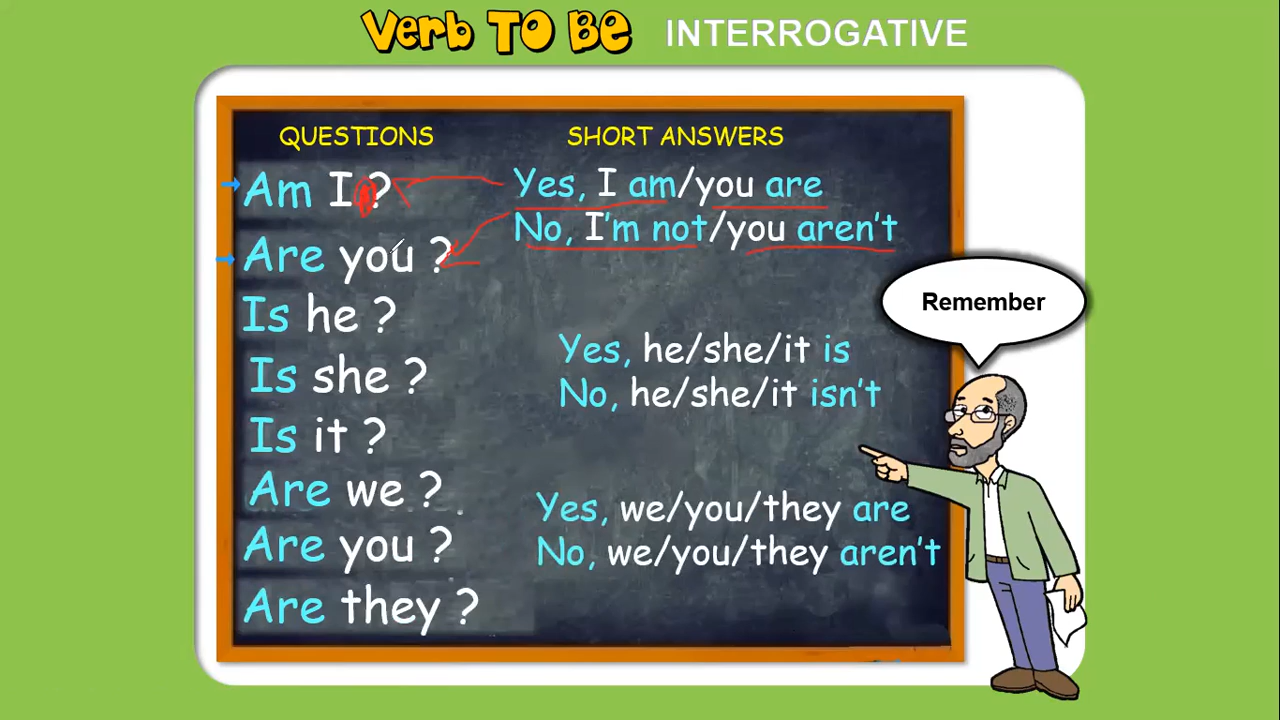 Verb TO BE INTERROGATIVE
QUESTIONS
Am I ?
Are you ?
Is he ?
Is she ?
Is it ?
Are we ?
Are you ?
Are they ?
SHORT ANSWERS
Yes, I am/you are
No, I'm not/you aren't
Yes, he/she/it is
No, he/she/it isn't
Yes, we/you/they are
No, we/you/they aren't
Remember